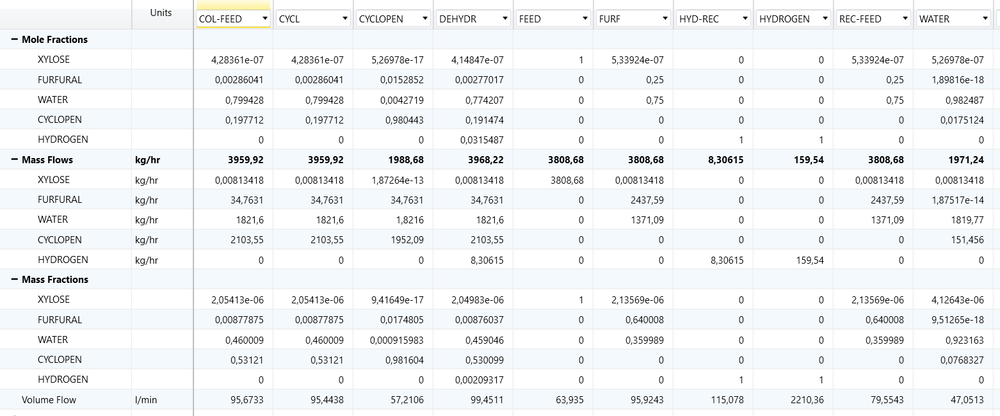 Units COL-FEED CYCL CYCLOPEN DEHYDR FEED FURF HYD-REC HYDROGEN REC-FEED WATER
− Mole Fractions
XYLOSE 4,28361e-07 4,28361e-07 5,26978e-17 4,14847e-07 1 5,33924e-07 0 0 5,33924e-07 5,26978e-07
FURFURAL 0,00286041 0,00286041 0,0152852 0,00277017 0 0,25 0 0 0,25 1,89816e-18
WATER 0,799428 0,799428 0,0042719 0,774207 0 0,75 0 0 0,75 0,982487
CYCLOPEN 0,197712 0,197712 0,980443 0,191474 0 0 0 0 0 0,0175124
HYDROGEN 0 0 0 0,0315487 0 0 1 1 0 0
− Mass Flows kg/hr 3959,92 3959,92 1988,68 3968,22 3808,68 3808,68 8,30615 159,54 3808,68 1971,24
XYLOSE kg/hr 0,00813418 0,00813418 1,87264e-13 0,00813418 3808,68 0,00813418 0 0 0,00813418 0,00813418
FURFURAL kg/hr 34,7631 34,7631 34,7631 34,7631 0 2437,59 0 0 2437,59 1,87517e-14
WATER kg/hr 1821,6 1821,6 1,8216 1821,6 0 1371,09 0 0 1371,09 1819,77
CYCLOPEN kg/hr 2103,55 2103,55 1952,09 2103,55 0 0 0 0 0 151,456
HYDROGEN kg/hr 0 0 0 8,30615 0 0 8,30615 159,54 0 0
− Mass Fractions
XYLOSE 2,05413e-06 2,05413e-06 9,41649e-17 2,04983e-06 1 2,13569e-06 0 0 2,13569e-06 4,12643e-06
FURFURAL 0,00877875 0,00877875 0,0174805 0,00876037 0 0,640008 0 0 0,640008 9,51265e-18
WATER 0,460009 0,460009 0,000915983 0,459046 0 0,359989 0 0 0,359989 0,923163
CYCLOPEN 0,53121 0,53121 0,981604 0,530099 0 0 0 0 0 0,0768327
HYDROGEN 0 0 0 0,00209317 0 0 1 1 0 0
Volume Flow l/min 95,6733 95,4438 57,2106 99,4511 63,935 95,9243 115,078 2210,36 79,5543 47,0513